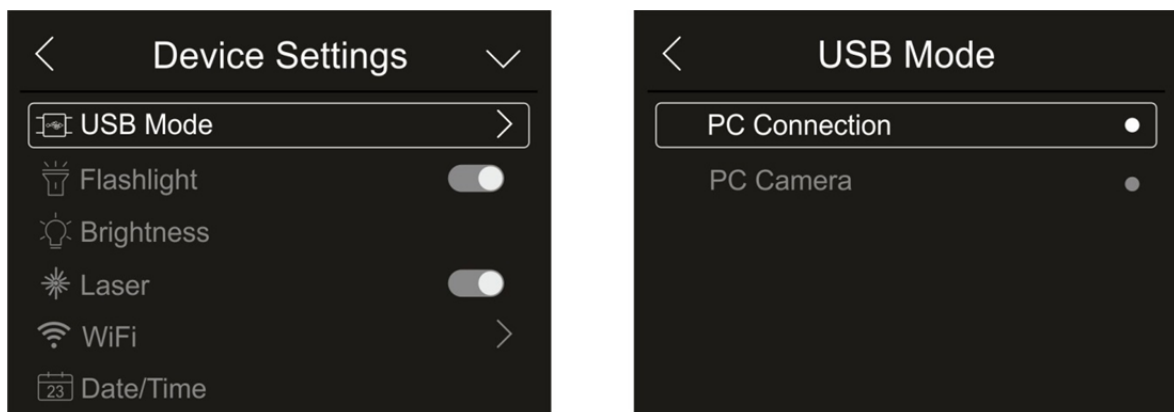 Device Settings
USB Mode
Flashlight
Brightness
Laser
WiFi
23 Date/Time
USB Mode
PC Connection
PC Camera